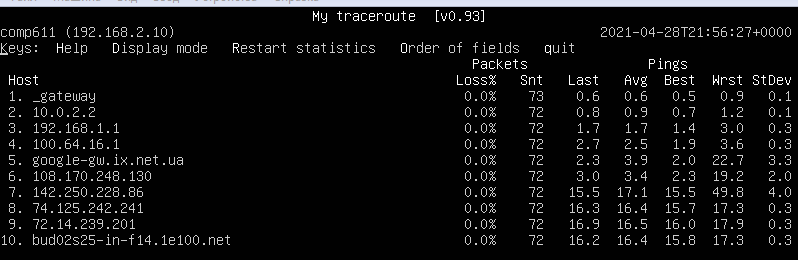 My traceroute [v0.93]
comp611 (192.168.2.10) 2021-04-28T21:56:27+0000
Keys: Help Display mode Restart statistics Order of fields quit
Packets Pings
Host Loss% Snt Last Avg Best Wrst StDev
1. _gateway 0.0% 73 0.6 0.6 0.5 0.9 0.1
2. 10.0.2.2 0.0% 72 0.8 0.9 0.7 1.2 0.1
3. 192.168.1.1 0.0% 72 1.7 1.7 1.4 3.0 0.3
4. 100.64.16.1 0.0% 72 2.7 2.5 1.9 3.6 0.3
5. google-gw.ix.net.ua 0.0% 72 2.3 3.9 2.0 22.7 3.3
6. 108.170.248.130 0.0% 72 3.0 3.4 2.3 19.2 2.0
7. 142.250.228.86 0.0% 72 15.5 17.1 15.5 49.8 4.0
8. 74.125.242.241 0.0% 72 16.3 16.4 15.7 17.3 0.3
9. 72.14.239.201 0.0% 72 16.9 16.5 16.0 17.9 0.3
10. bud02s25-in-f14.1e100.net 0.0% 72 16.2 16.4 15.8 17.3 0.3